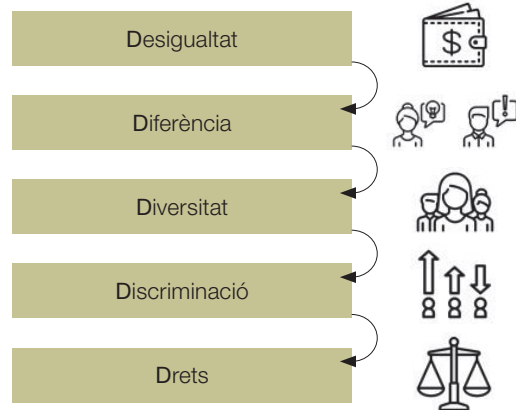 Desigualtat
$
Diferència
!
Diversitat
Discriminació
Drets